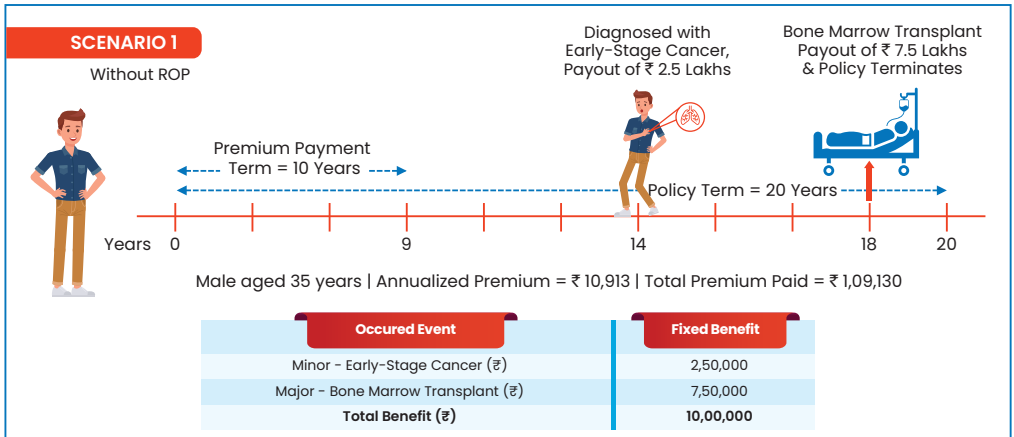 SCENARIO 1
Without ROP
Diagnosed with
Early-Stage Cancer,
Payout of ₹ 2.5 Lakhs
Bone Marrow Transplant
Payout of ₹ 7.5 Lakhs
& Policy Terminates
Premium Payment
Term = 10 Years
Policy Term = 20 Years
Years 0 9 14 18 20
Male aged 35 years | Annualized Premium = ₹ 10,913 | Total Premium Paid = ₹ 1,09,130
Occured Event Fixed Benefit
Minor - Early-Stage Cancer (₹) 2,50,000
Major - Bone Marrow Transplant (₹) 7,50,000
Total Benefit (₹) 10,00,000